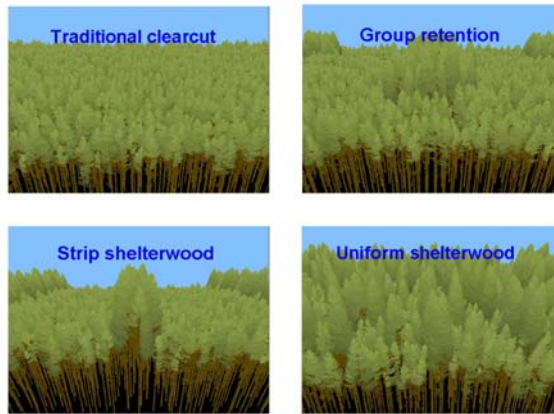 Traditional clearcut
Group retention
Strip shelterwood
Uniform shelterwood